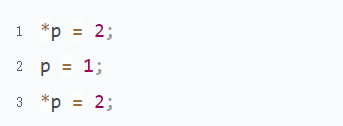 1 *p = 2;
2 p = 1;
3 *p = 2;